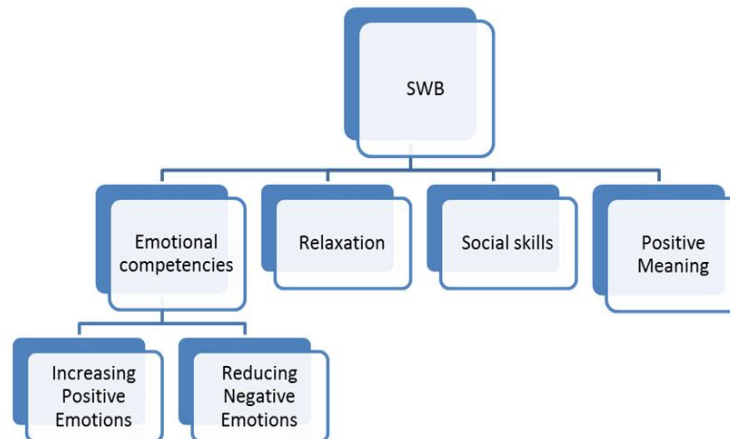 SWB
Emotional
competencies
Relaxation
Social skills
Positive
Meaning
Increasing
Positive
Emotions
Reducing
Negative
Emotions